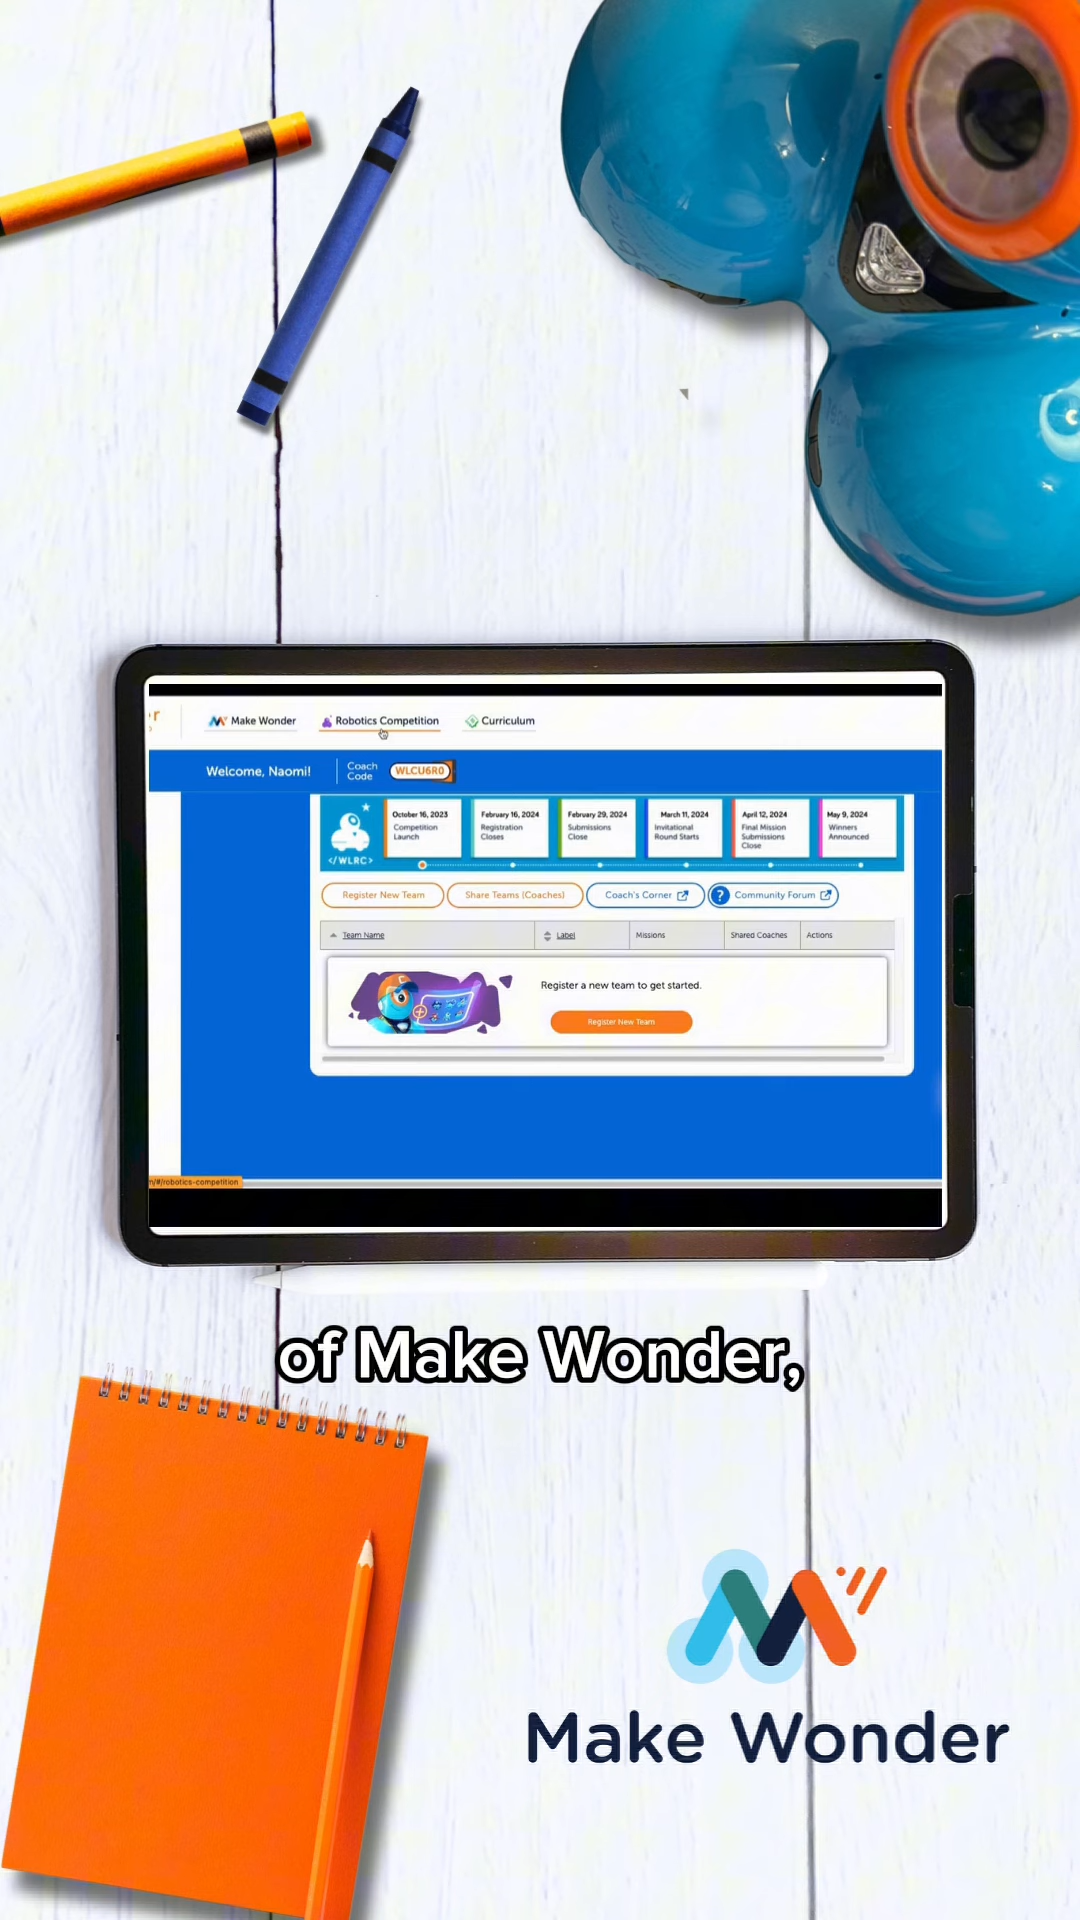 Make Wonder
Robotics Competition
Curriculum
Welcome, Naomi!
Coach
Code
WLCU6R0
October 16, 2023
Competition
Launch
February 16, 2024
Registration
Closes
February 29, 2024
Submissions
Close
March 11, 2024
Invitational
Round Starts
April 12, 2024
Final Mission
Submissions
Close
May 9, 2024
Winners
Announced
</WLRC>
Register New Team
Share Teams (Coaches)
Coach's Corner
? Community Forum
Team Name
Label
Missions
Shared Coaches
Actions
Register a new team to get started.
Register New Team
n/#/robotics-competition
of Make Wonder,
Make Wonder